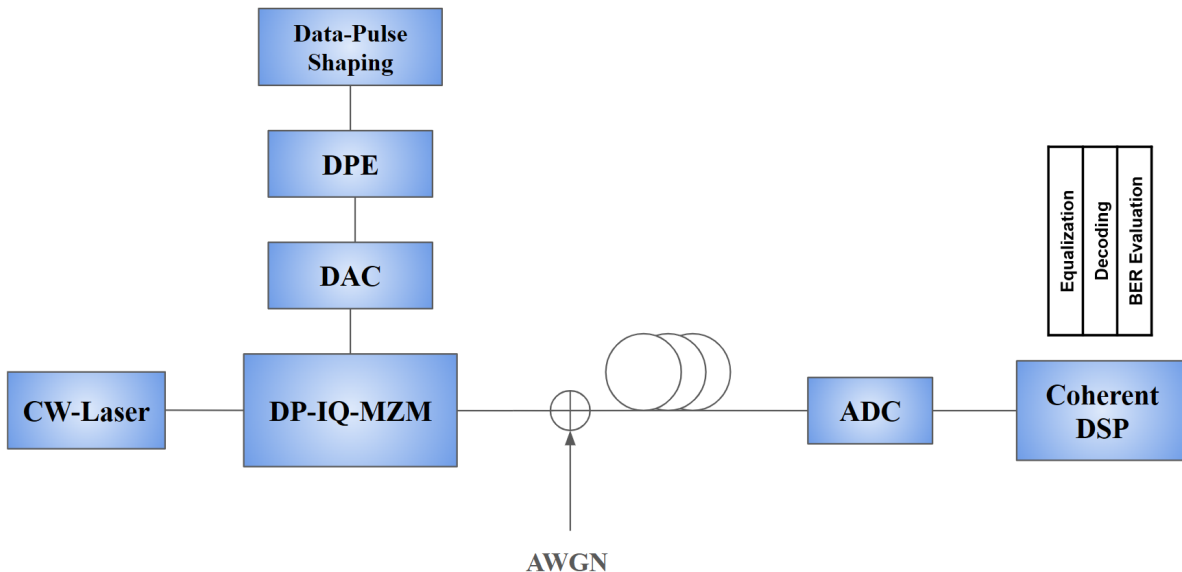 Data-Pulse
Shaping
DPE
DAC
CW-Laser
DP-IQ-MZM
AWGN
ADC
Equalization
Decoding
BER Evaluation
Coherent
DSP